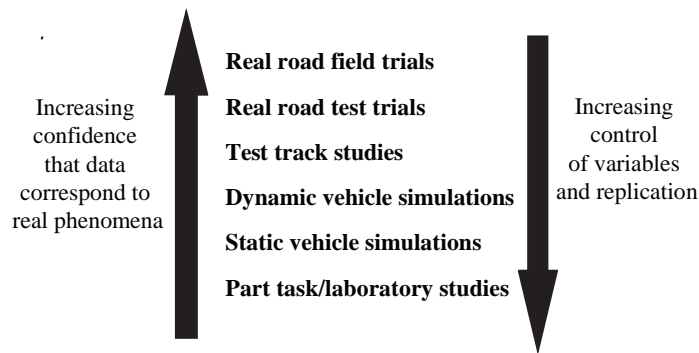 Real road field trials
Real road test trials
Test track studies
Dynamic vehicle simulations
Static vehicle simulations
Part task/laboratory studies
Increasing
confidence
that data
correspond to
real phenomena
Increasing
control
of variables
and replication